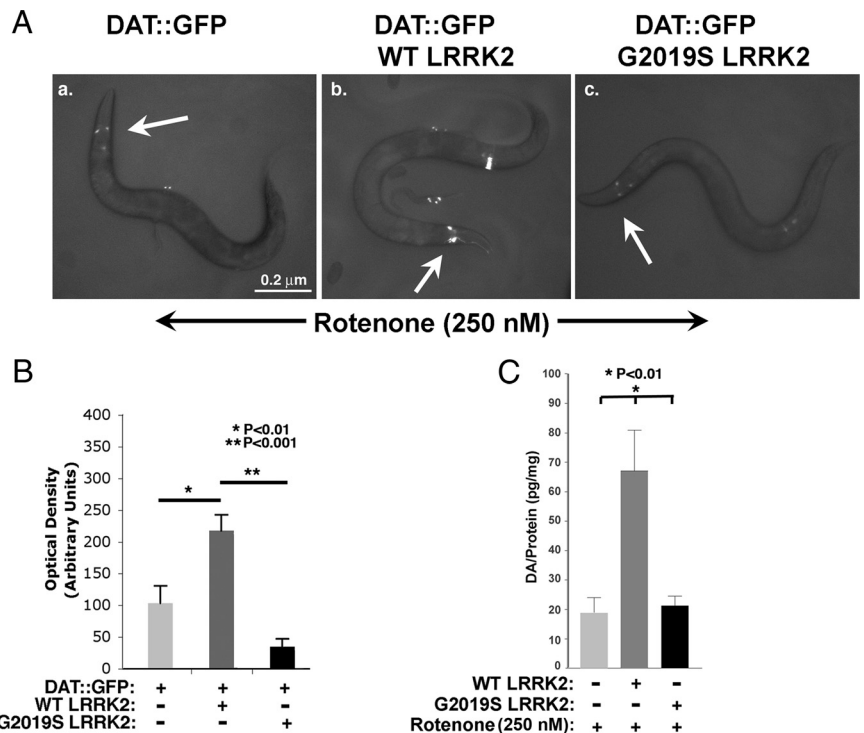 A
DAT::GFP
DAT::GFP
WT LRRK2
DAT::GFP
G2019S LRRK2
a.
b.
c.
0.2 µm
Rotenone (250 nM)
B
400
350
300
250
200
150
100
50
0
Optical Density
(Arbitrary Units)
* P<0.01
** P<0.001
*
**
DAT::GFP: + + +
WT LRRK2: - + -
G2019S LRRK2: - - +
C
100
90
80
70
60
50
40
30
20
10
0
DA/Protein (pg/mg)
* P<0.01
*
WT LRRK2: - + -
G2019S LRRK2: - - +
Rotenone (250 nM): + + +